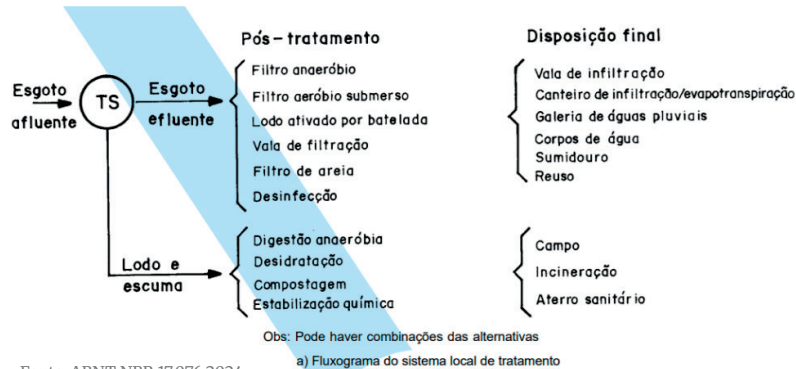 Pós-tratamento
Disposição final
Esgoto
afluente
TS
Esgoto
efluente
Filtro anaeróbio
Filtro aeróbio submerso
Lodo ativado por batelada
Vala de filtração
Filtro de areia
Desinfecção
Vala de infiltração
Canteiro de infiltração/evapotranspiração
Galeria de águas pluviais
Corpos de água
Sumidouro
Reuso
Lodo e
escuma
Digestão anaeróbia
Desidratação
Compostagem
Estabilização química
Campo
Incineração
Aterro sanitário
Obs: Pode haver combinações das alternativas
a) Fluxograma do sistema local de tratamento